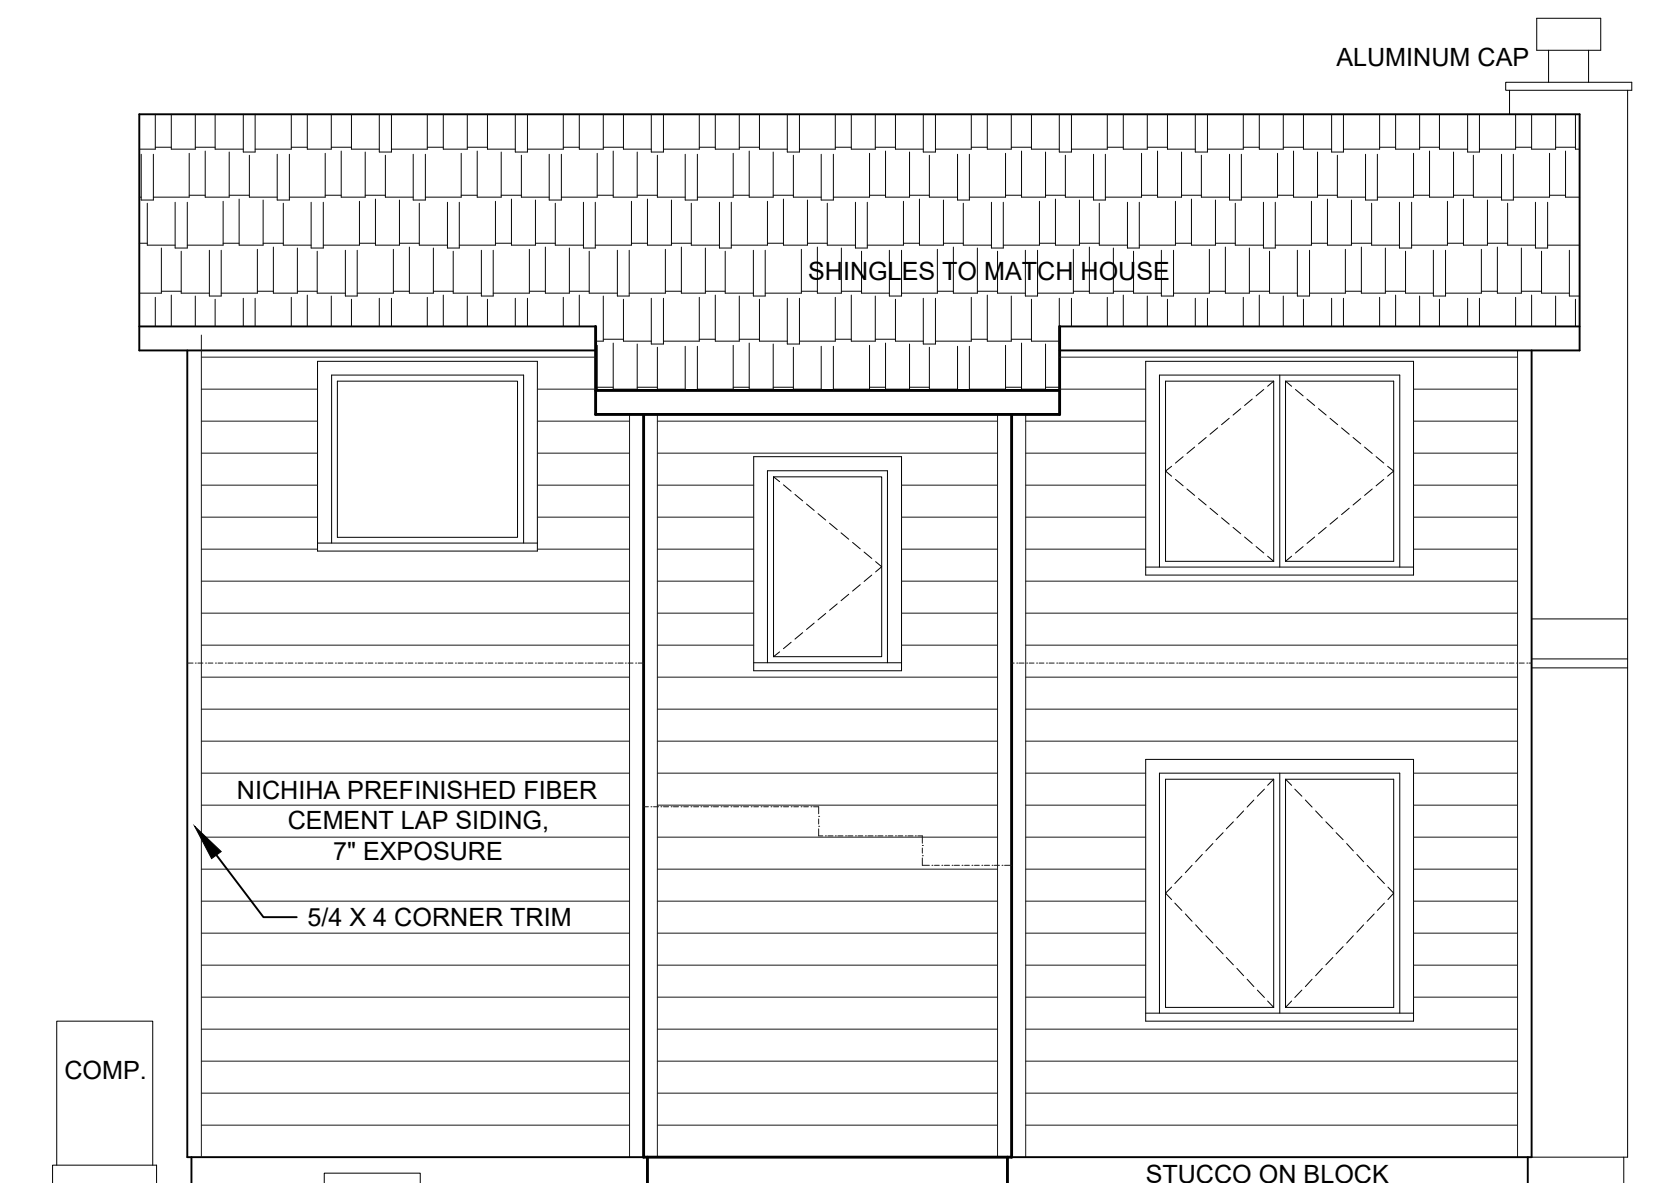 ALUMINUM CAP
SHINGLES TO MATCH HOUSE
NICHIHA PREFINISHED FIBER
CEMENT LAP SIDING,
7" EXPOSURE
5/4 X 4 CORNER TRIM
COMP.
STUCCO ON BLOCK